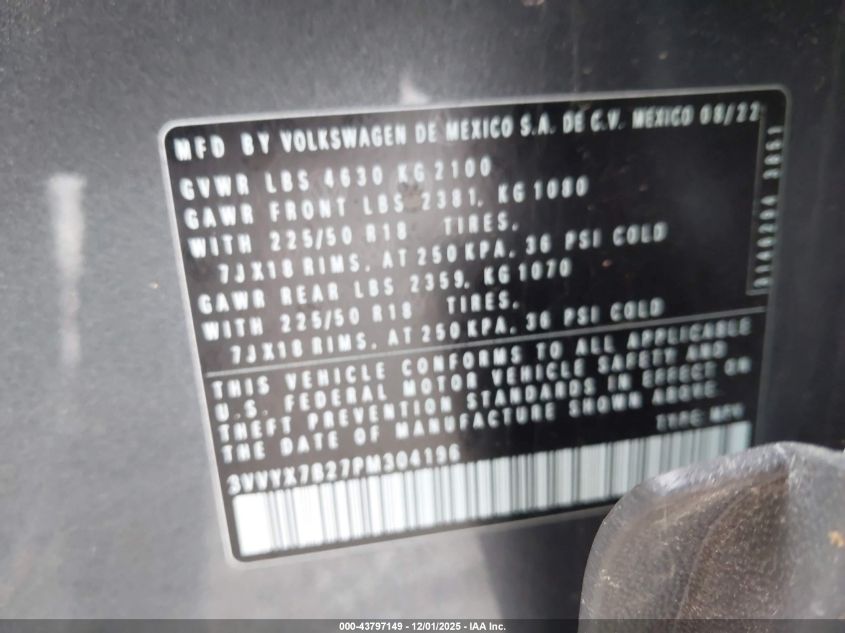 MFD BY VOLKSWAGEN DE MEXICO S.A. DE C.V. MEXICO 08/22
GVWR LBS 4630 KG 2100
GAWR FRONT LBS 2381, KG 1080
WITH 225/50 R18 TIRES,
7JX18 RIMS, AT 250 KPA, 36 PSI COLD
GAWR REAR LBS 2359, KG 1070
WITH 225/50 R18 TIRES,
7JX18 RIMS, AT 250 KPA, 36 PSI COLD
THIS VEHICLE CONFORMS TO ALL APPLICABLE
U.S. FEDERAL MOTOR VEHICLE SAFETY AND
THEFT PREVENTION STANDARDS IN EFFECT ON
THE DATE OF MANUFACTURE SHOWN ABOVE.
TYPE: MPV
3VVVX7B27PM304196
000-43797149 - 12/01/2025 - IAA Inc.